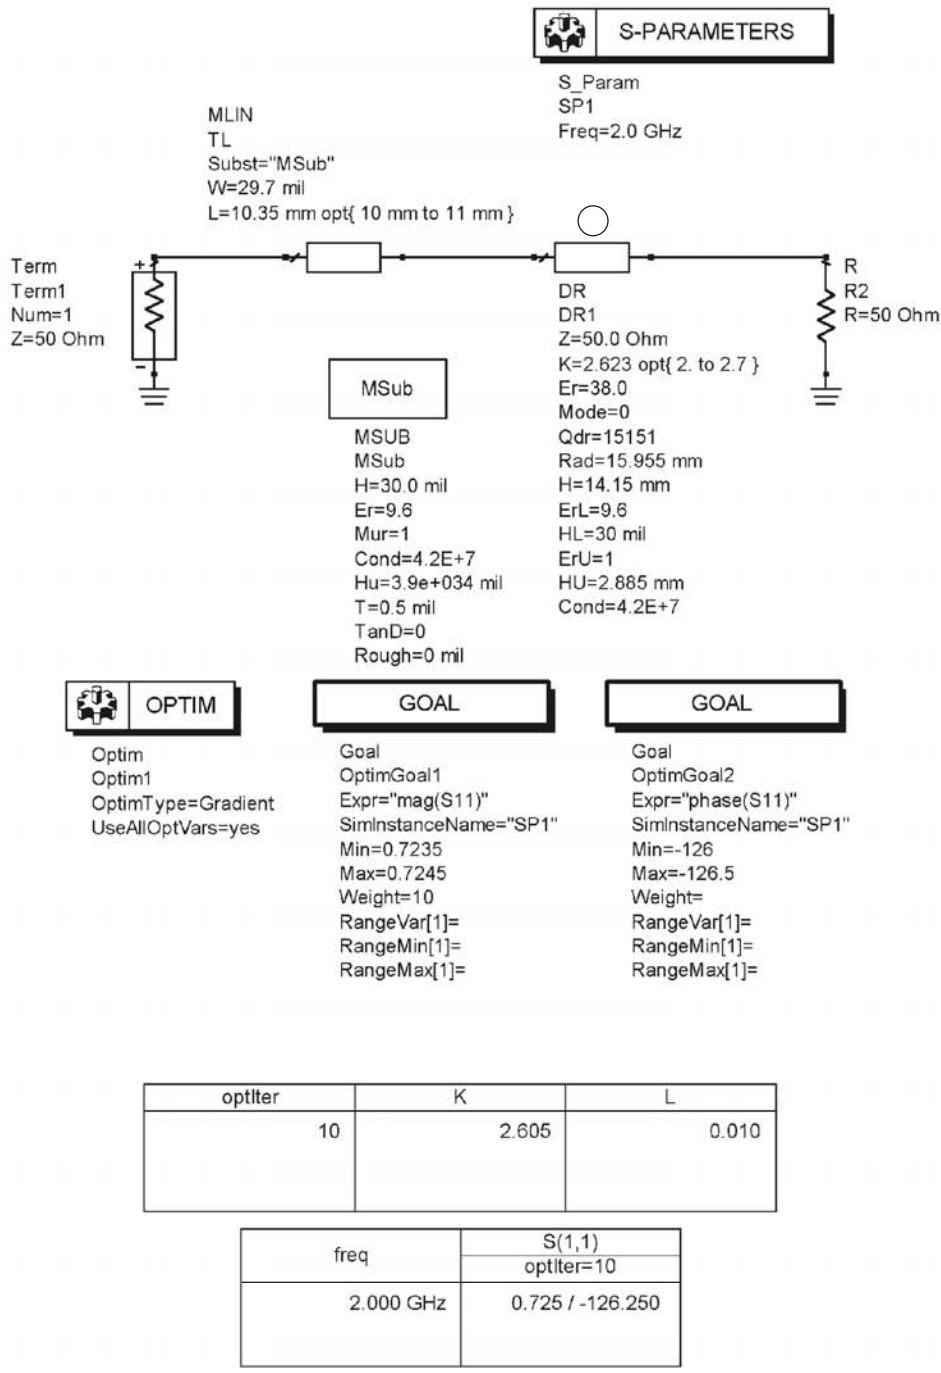 S-PARAMETERS
S_Param
SP1
Freq=2.0 GHz
MLIN
TL
Subst="MSub"
W=29.7 mil
L=10.35 mm opt{ 10 mm to 11 mm }
Term
Term1
Num=1
Z=50 Ohm
+
-
DR
DR1
Z=50.0 Ohm
K=2.623 opt{ 2. to 2.7 }
Er=38.0
Mode=0
Qdr=15151
Rad=15.955 mm
H=14.15 mm
ErL=9.6
HL=30 mil
ErU=1
HU=2.885 mm
Cond=4.2E+7
R
R2
R=50 Ohm
MSub
MSUB
MSub
H=30.0 mil
Er=9.6
Mur=1
Cond=4.2E+7
Hu=3.9e+034 mil
T=0.5 mil
TanD=0
Rough=0 mil
OPTIM
Optim
Optim1
OptimType=Gradient
UseAllOptVars=yes
GOAL
Goal
OptimGoal1
Expr="mag(S11)"
SimInstanceName="SP1"
Min=0.7235
Max=0.7245
Weight=10
RangeVar[1]=
RangeMin[1]=
RangeMax[1]=
GOAL
Goal
OptimGoal2
Expr="phase(S11)"
SimInstanceName="SP1"
Min=-126
Max=-126.5
Weight=
RangeVar[1]=
RangeMin[1]=
RangeMax[1]=
optIter K L
10 2.605 0.010
freq S(1,1)
optIter=10
2.000 GHz 0.725 / -126.250